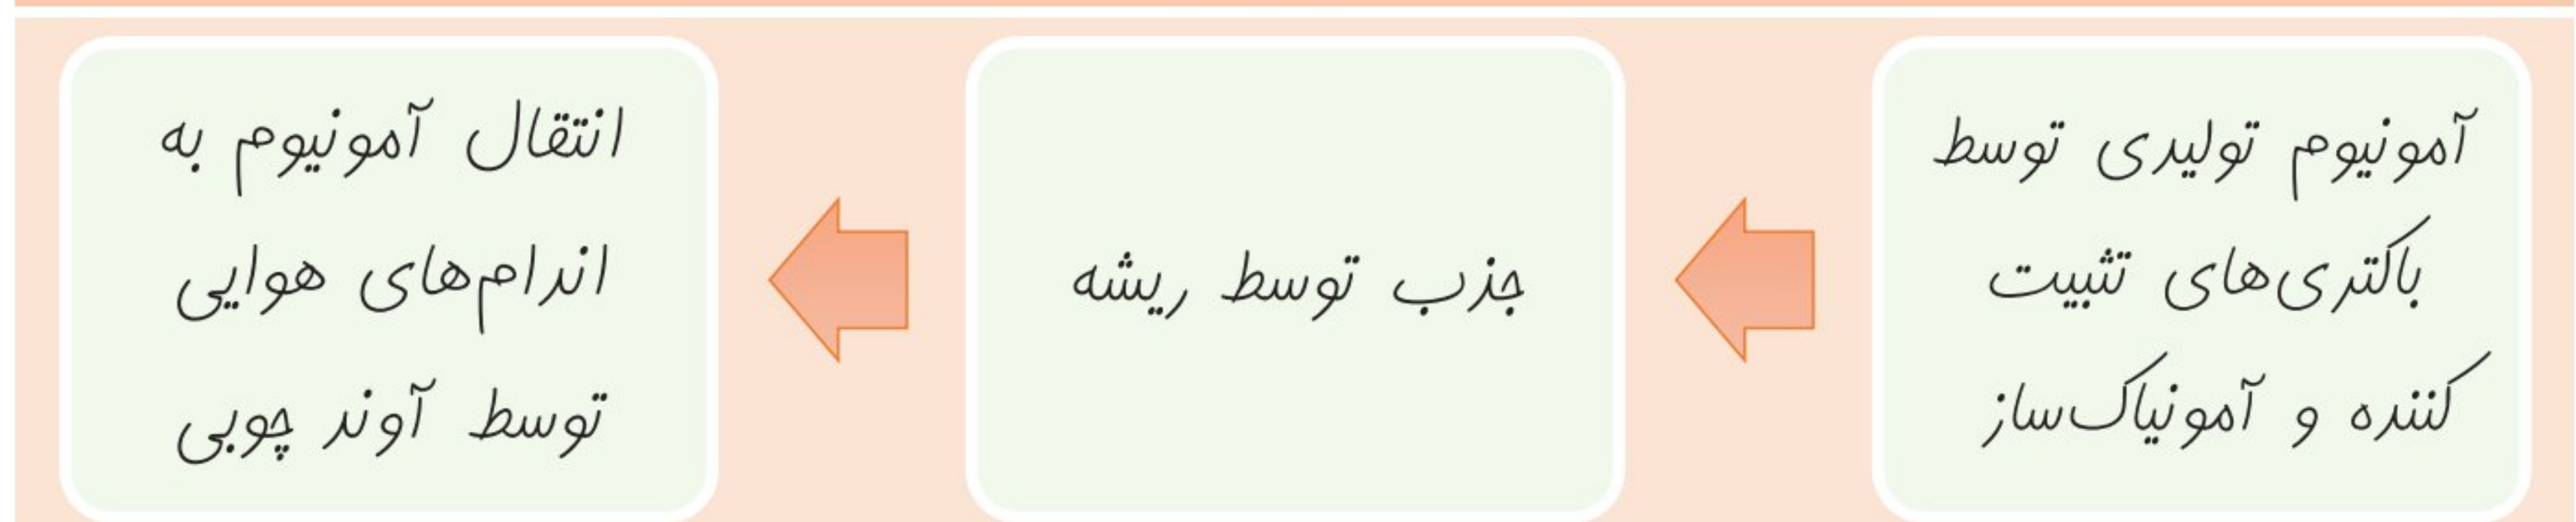 آمونیوم تولیدی توسط
باکتری‌های تثبیت
کننده و آمونیاک‌ساز
جذب توسط ریشه
انتقال آمونیوم به
اندام‌های هوایی
توسط آوند چوبی